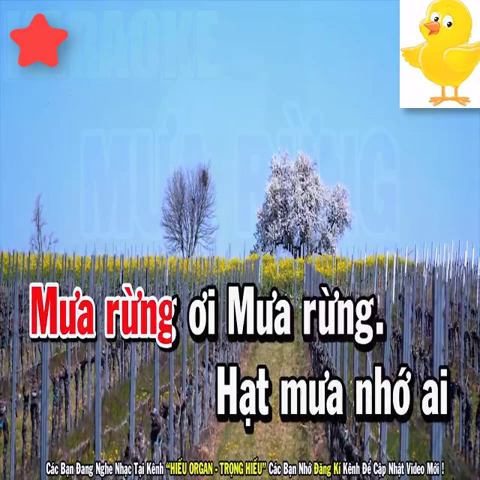 KARAOKE
MƯA RỪNG
Mưa rừng ơi Mưa rừng.
Hạt mưa nhớ ai
Các Bạn Đang Nghe Nhạc Tại Kênh "HIẾU ORGAN - TRỌNG HIẾU" Các Bạn Nhớ Đăng Kí Kênh Để Cập Nhật Video Mới !